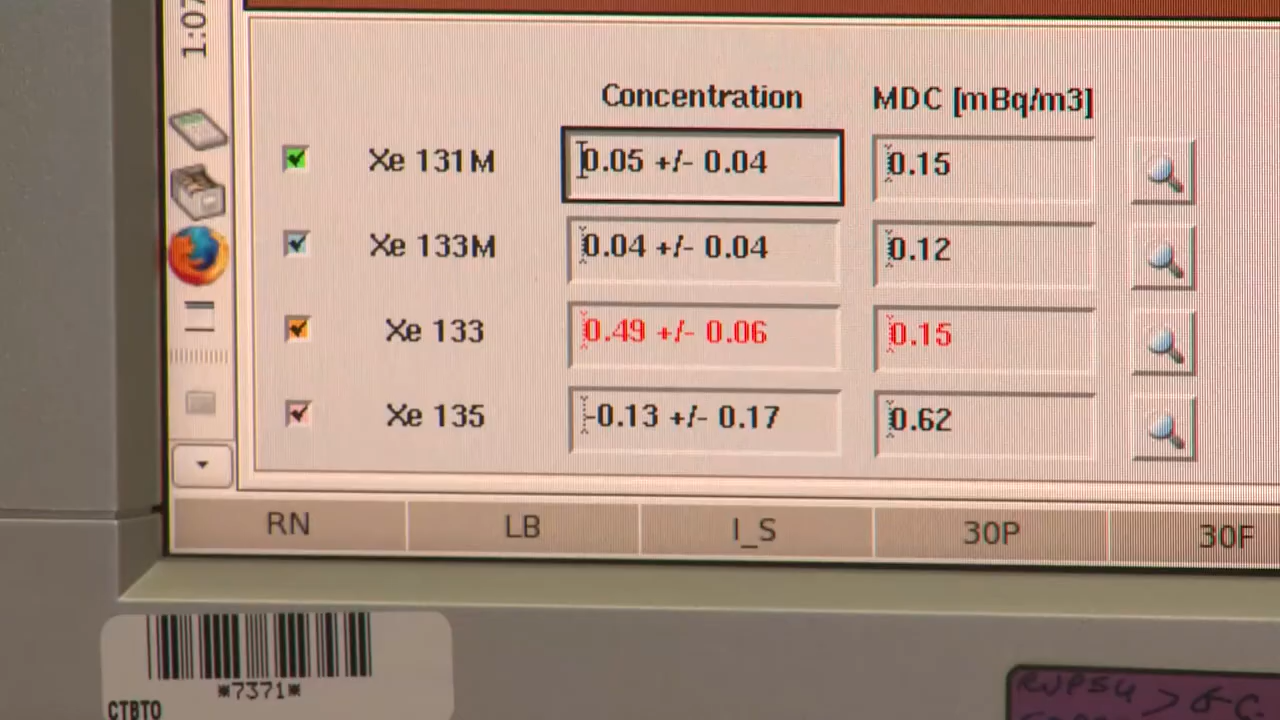 1:07
Concentration MDC [mBq/m3]
Xe 131M 0.05 +/- 0.04 0.15
Xe 133M 0.04 +/- 0.04 0.12
Xe 133 0.49 +/- 0.06 0.15
Xe 135 -0.13 +/- 0.17 0.62
RN LB I_S 30P 30F
*7371*
CTBTO